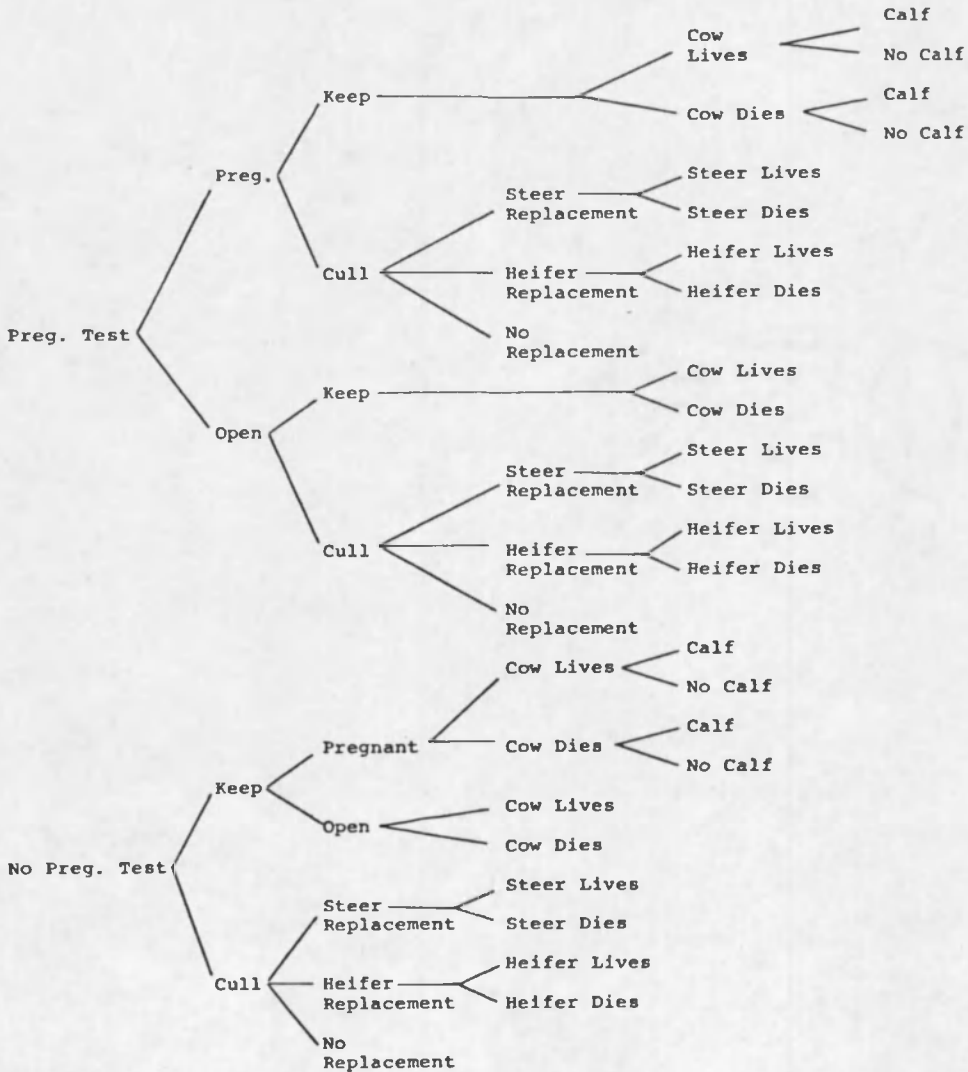 Calf
Cow
Lives
No Calf
Keep
Calf
Cow Dies
No Calf
Preg.
Steer Lives
Steer
Replacement
Steer Dies
Heifer Lives
Cull
Heifer
Replacement
Heifer Dies
Preg. Test
No
Replacement
Cow Lives
Keep
Cow Dies
Open
Steer Lives
Steer
Replacement
Steer Dies
Heifer Lives
Cull
Heifer
Replacement
Heifer Dies
No
Replacement
Calf
Cow Lives
No Calf
Calf
Pregnant
Cow Dies
No Calf
Keep
Cow Lives
Open
Cow Dies
No Preg. Test
Steer Lives
Steer
Replacement
Steer Dies
Heifer Lives
Cull
Heifer
Replacement
Heifer Dies
No
Replacement